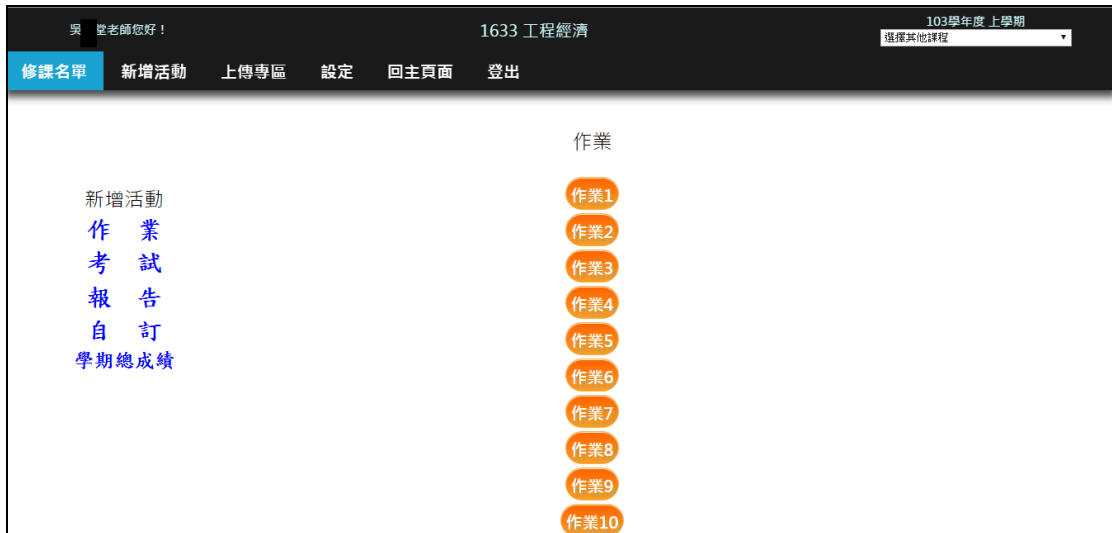 吳 堂老師您好！
1633 工程經濟
103學年度 上學期
選擇其他課程
修課名單 新增活動 上傳專區 設定 回主頁面 登出
作業
新增活動
作 業
考 試
報 告
自 訂
學期總成績
作業1
作業2
作業3
作業4
作業5
作業6
作業7
作業8
作業9
作業10